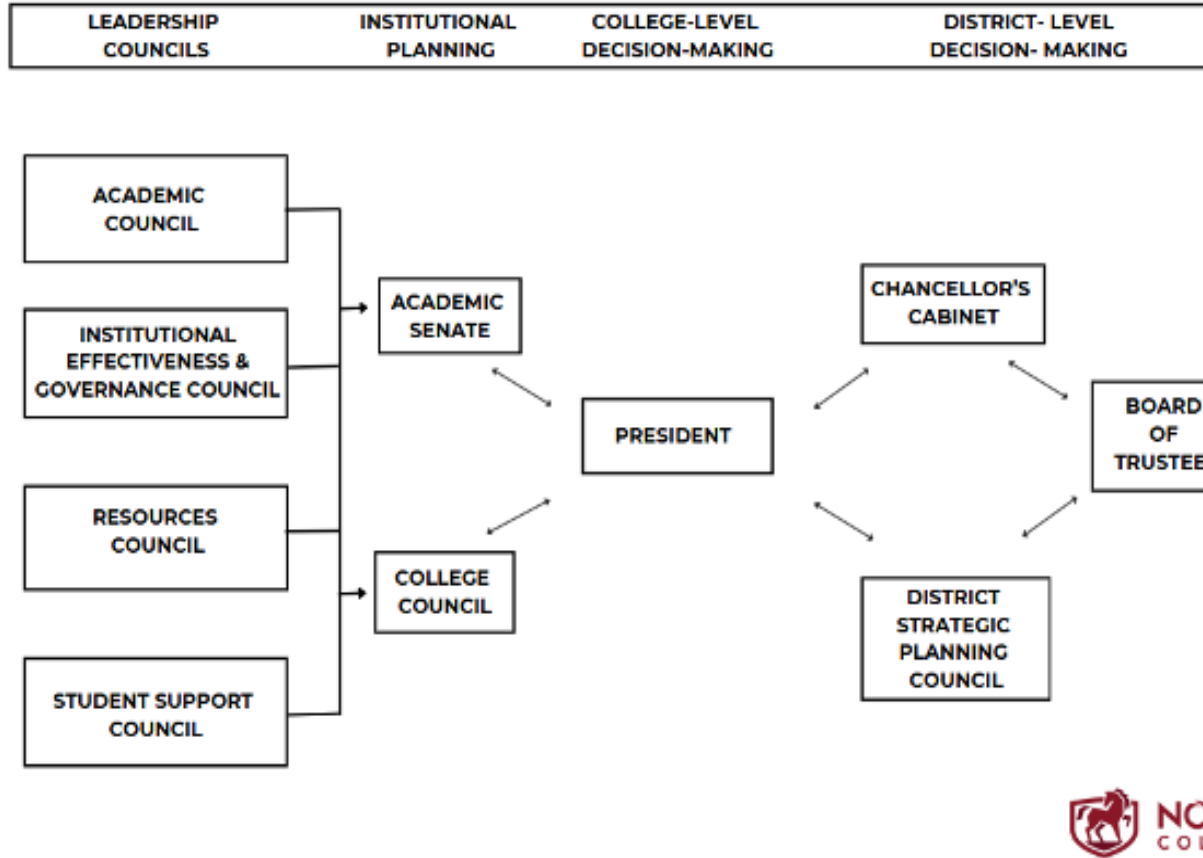 LEADERSHIP
COUNCILS
INSTITUTIONAL
PLANNING
COLLEGE-LEVEL
DECISION-MAKING
DISTRICT- LEVEL
DECISION- MAKING
ACADEMIC
COUNCIL
INSTITUTIONAL
EFFECTIVENESS &
GOVERNANCE COUNCIL
RESOURCES
COUNCIL
STUDENT SUPPORT
COUNCIL
ACADEMIC
SENATE
COLLEGE
COUNCIL
PRESIDENT
CHANCELLOR'S
CABINET
DISTRICT
STRATEGIC
PLANNING
COUNCIL
BOARD
OF